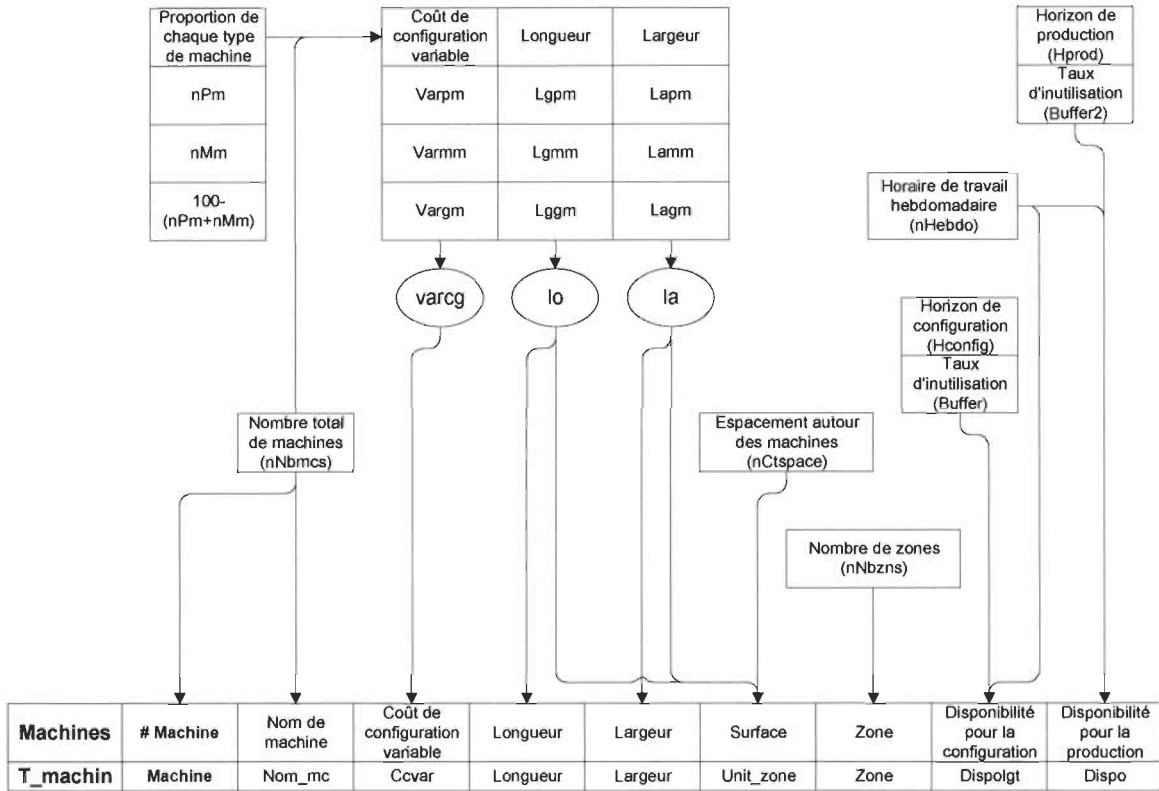 Proportion de
chaque type
de machine
nPm
nMm
100-
(nPm+nMm)
Coût de
configuration
variable
Longueur
Largeur
Varpm
Lgpm
Lapm
Varmm
Lgmm
Lamm
Vargm
Lggm
Lagm
Horizon de
production
(Hprod)
Taux
d'inutilisation
(Buffer2)
Horaire de travail
hebdomadaire
(nHebdo)
varcg
lo
la
Horizon de
configuration
(Hconfig)
Taux
d'inutilisation
(Buffer)
Nombre total
de machines
(nNbmcs)
Espacement autour
des machines
(nCtspace)
Nombre de zones
(nNbzns)
Machines
# Machine
Nom de
machine
Coût de
configuration
variable
Longueur
Largeur
Surface
Zone
Disponibilité
pour la
configuration
Disponibilité
pour la
production
T_machin
Machine
Nom_mc
Ccvar
Longueur
Largeur
Unit_zone
Zone
Dispolgt
Dispo